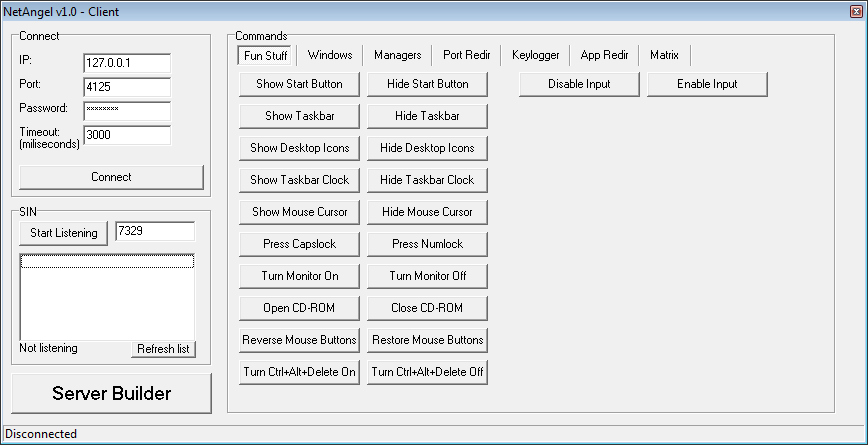 NetAngel v1.0 - Client
Connect
IP: 127.0.0.1
Port: 4125
Password: ××××××××
Timeout: 3000
(miliseconds)
Connect
SIN
Start Listening 7329
Not listening Refresh list
Server Builder
Commands
Fun Stuff Windows Managers Port Redir Keylogger App Redir Matrix
Show Start Button Hide Start Button Disable Input Enable Input
Show Taskbar Hide Taskbar
Show Desktop Icons Hide Desktop Icons
Show Taskbar Clock Hide Taskbar Clock
Show Mouse Cursor Hide Mouse Cursor
Press Capslock Press Numlock
Turn Monitor On Turn Monitor Off
Open CD-ROM Close CD-ROM
Reverse Mouse Buttons Restore Mouse Buttons
Turn Ctrl+Alt+Delete On Turn Ctrl+Alt+Delete Off
Disconnected